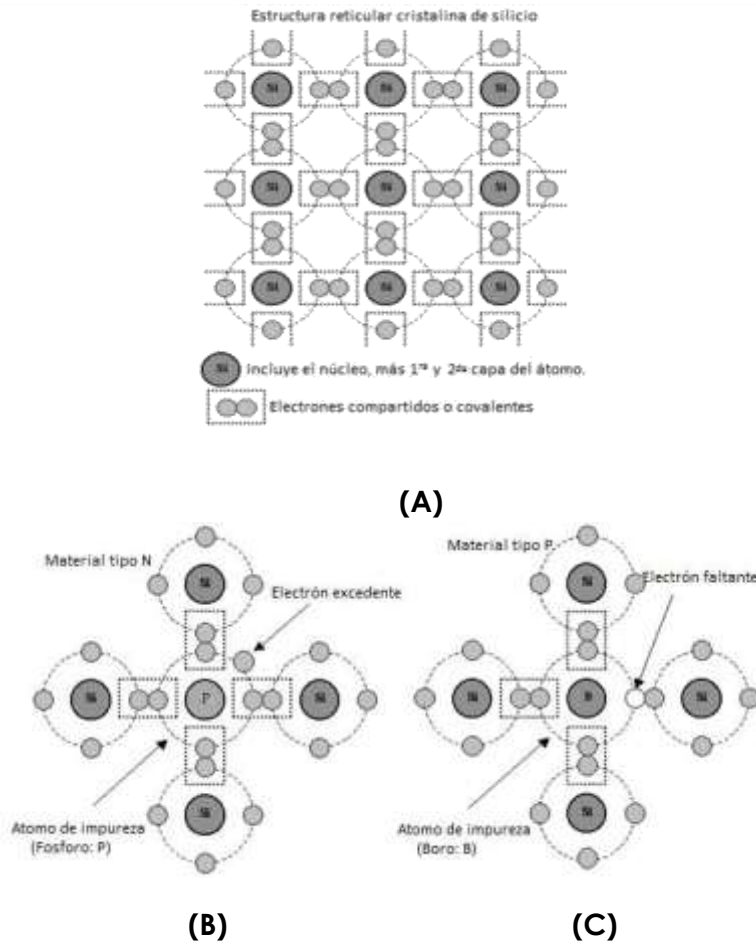 Estructura reticular cristalina de silicio
Si Si Si
Si Si Si
Si Si Si
Si Incluye el núcleo, más 1ra y 2da capa del átomo.
Electrones compartidos o covalentes
(A)
Material tipo N
Si
Electrón excedente
Si P Si
Atomo de impureza
(Fosforo: P)
Si
(B)
Material tipo P
Si
Electrón faltante
Si B Si
Atomo de impureza
(Boro: B)
Si
(C)